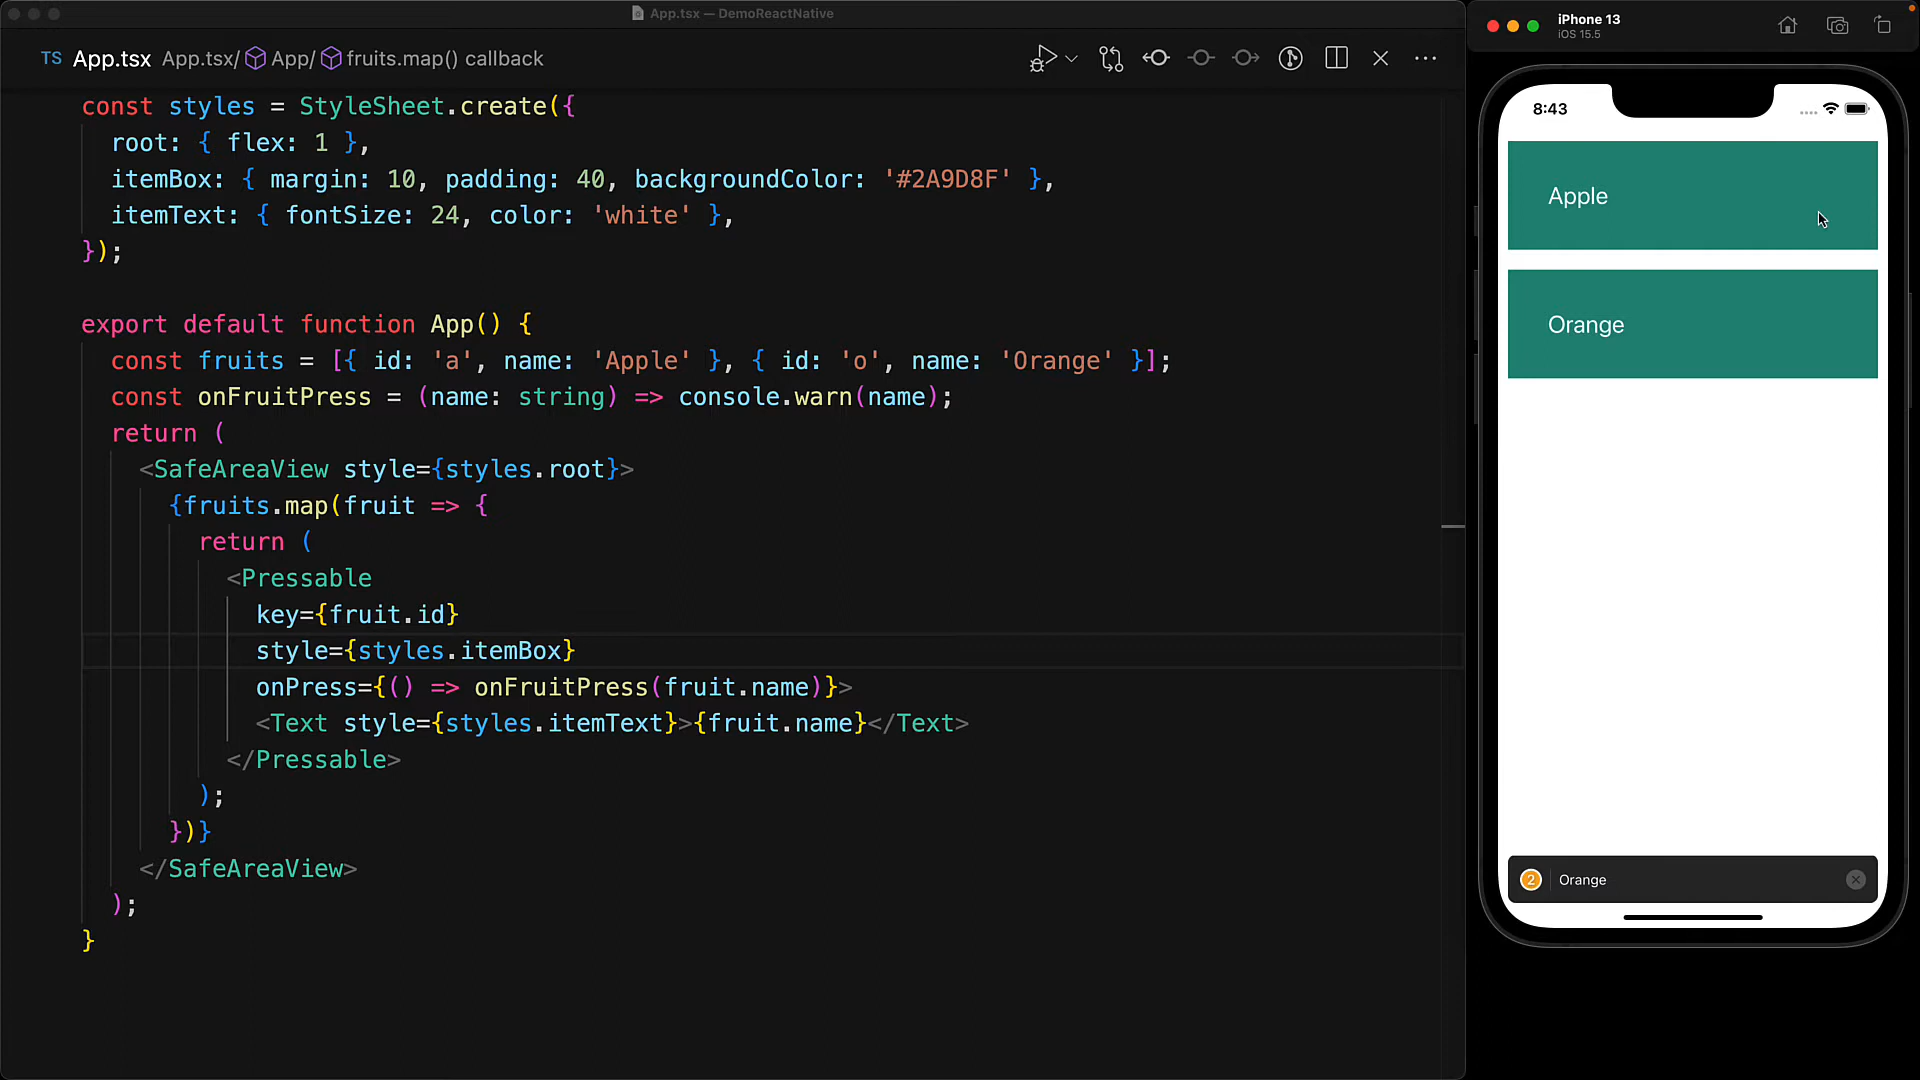 App.tsx — DemoReactNative
TS App.tsx App.tsx/ App/ fruits.map() callback
const styles = StyleSheet.create({
root: { flex: 1 },
itemBox: { margin: 10, padding: 40, backgroundColor: '#2A9D8F' },
itemText: { fontSize: 24, color: 'white' },
});
export default function App() {
const fruits = [{ id: 'a', name: 'Apple' }, { id: 'o', name: 'Orange' }];
const onFruitPress = (name: string) => console.warn(name);
return (
<SafeAreaView style={styles.root}>
{fruits.map(fruit => {
return (
<Pressable
key={fruit.id}
style={styles.itemBox}
onPress={() => onFruitPress(fruit.name)}>
<Text style={styles.itemText}>{fruit.name}</Text>
</Pressable>
);
})}
</SafeAreaView>
);
}
iPhone 13
iOS 15.5
8:43
Apple
Orange
2 Orange